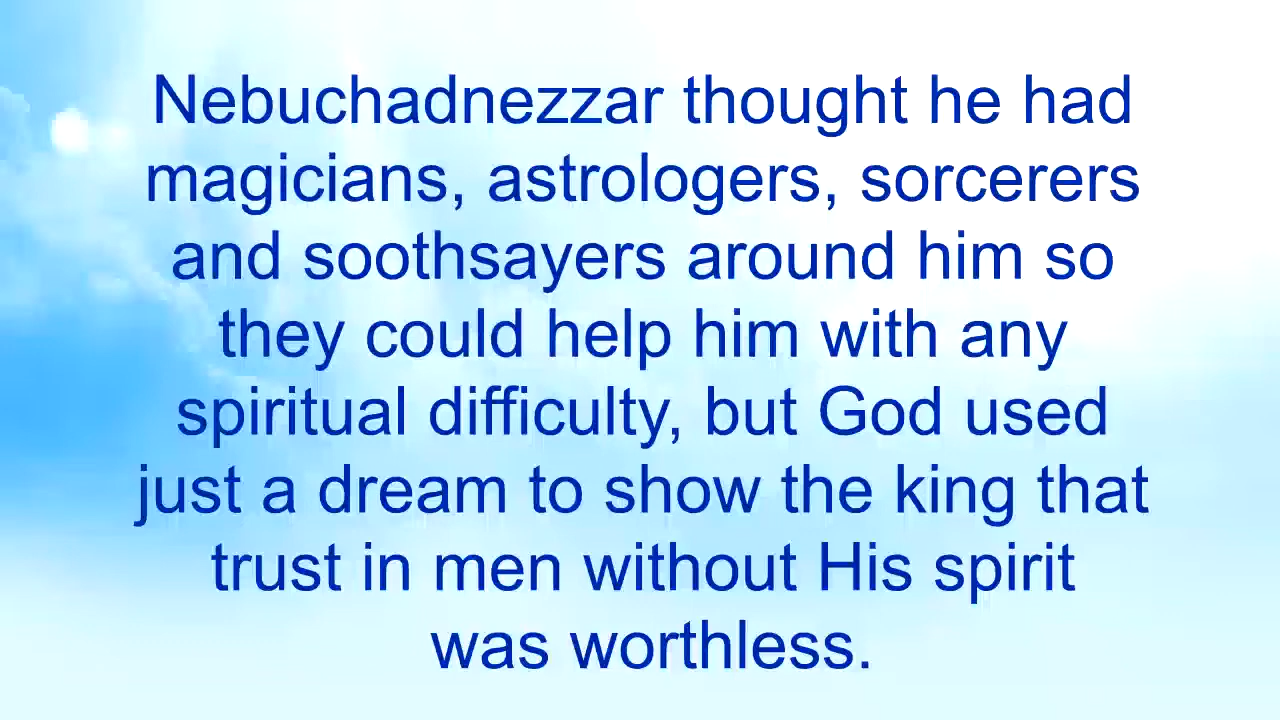 Nebuchadnezzar thought he had
magicians, astrologers, sorcerers
and soothsayers around him so
they could help him with any
spiritual difficulty, but God used
just a dream to show the king that
trust in men without His spirit
was worthless.